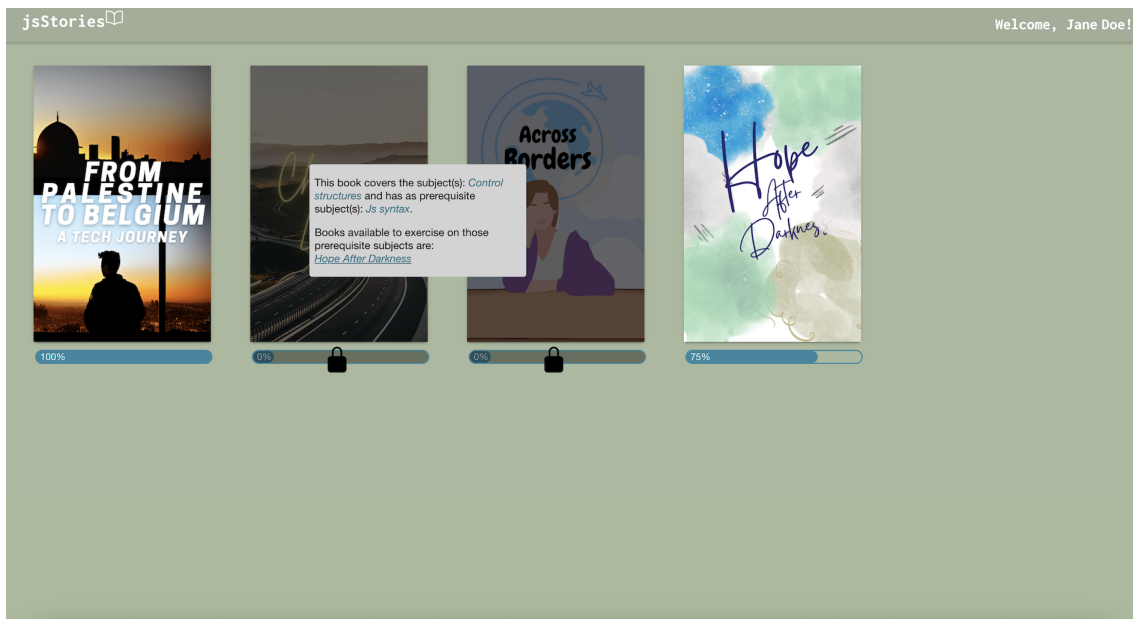 jsStories
Welcome, Jane Doe!
FROM
PALESTINE
TO BELGIUM
A TECH JOURNEY
This book covers the subject(s): Control
structures and has as prerequisite
subject(s): Js syntax.
Books available to exercise on those
prerequisite subjects are:
Hope After Darkness
Across
Borders
Hope
After
Darknes.
100%
0%
0%
75%